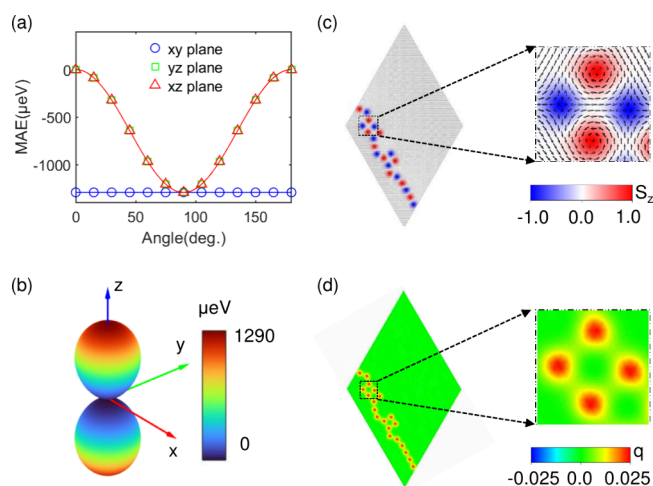 (a)
MAE(μeV)
0
-500
-1000
0
50
100
150
Angle(deg.)
xy plane
yz plane
xz plane
(b)
z
y
x
μeV
1290
0
(c)
S_z
-1.0
0.0
1.0
(d)
q
-0.025
0.000
0.025